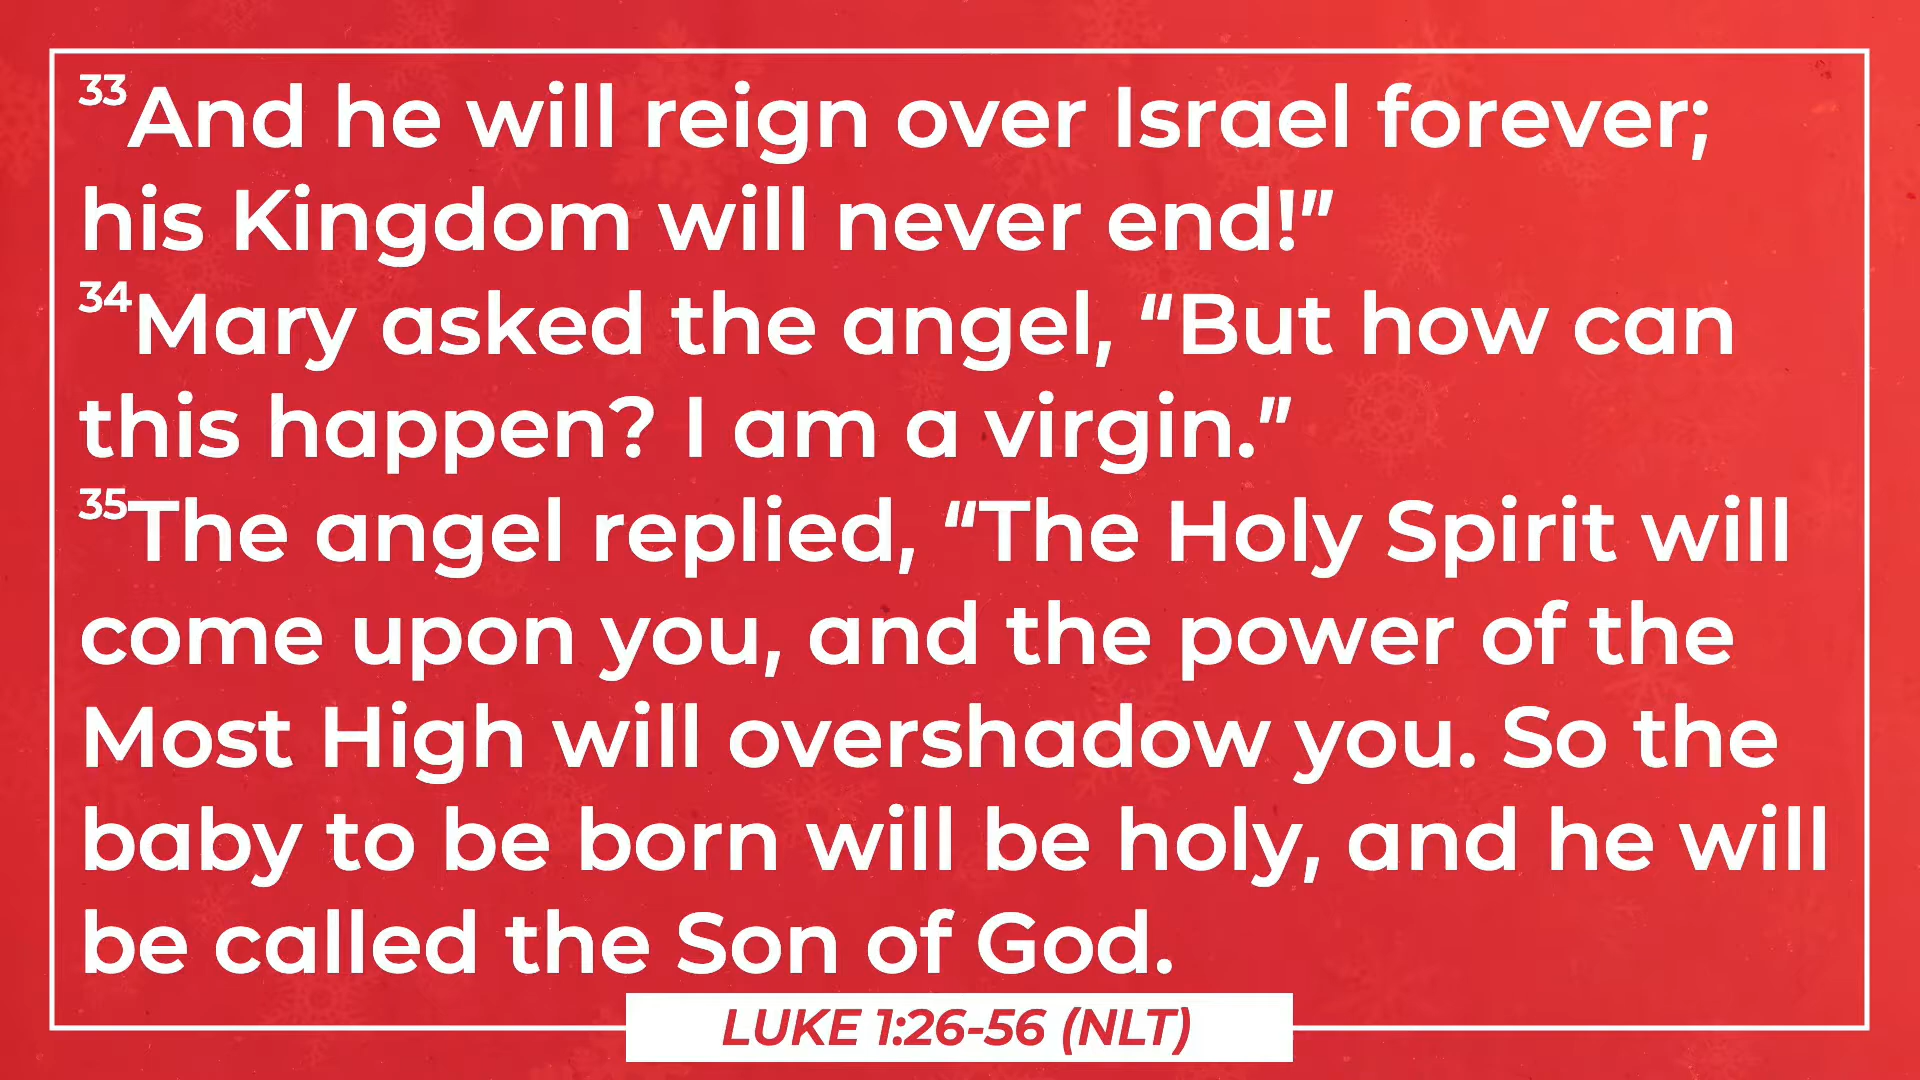 33And he will reign over Israel forever;
his Kingdom will never end!”
34Mary asked the angel, “But how can
this happen? I am a virgin.”
35The angel replied, “The Holy Spirit will
come upon you, and the power of the
Most High will overshadow you. So the
baby to be born will be holy, and he will
be called the Son of God.
LUKE 1:26-56 (NLT)